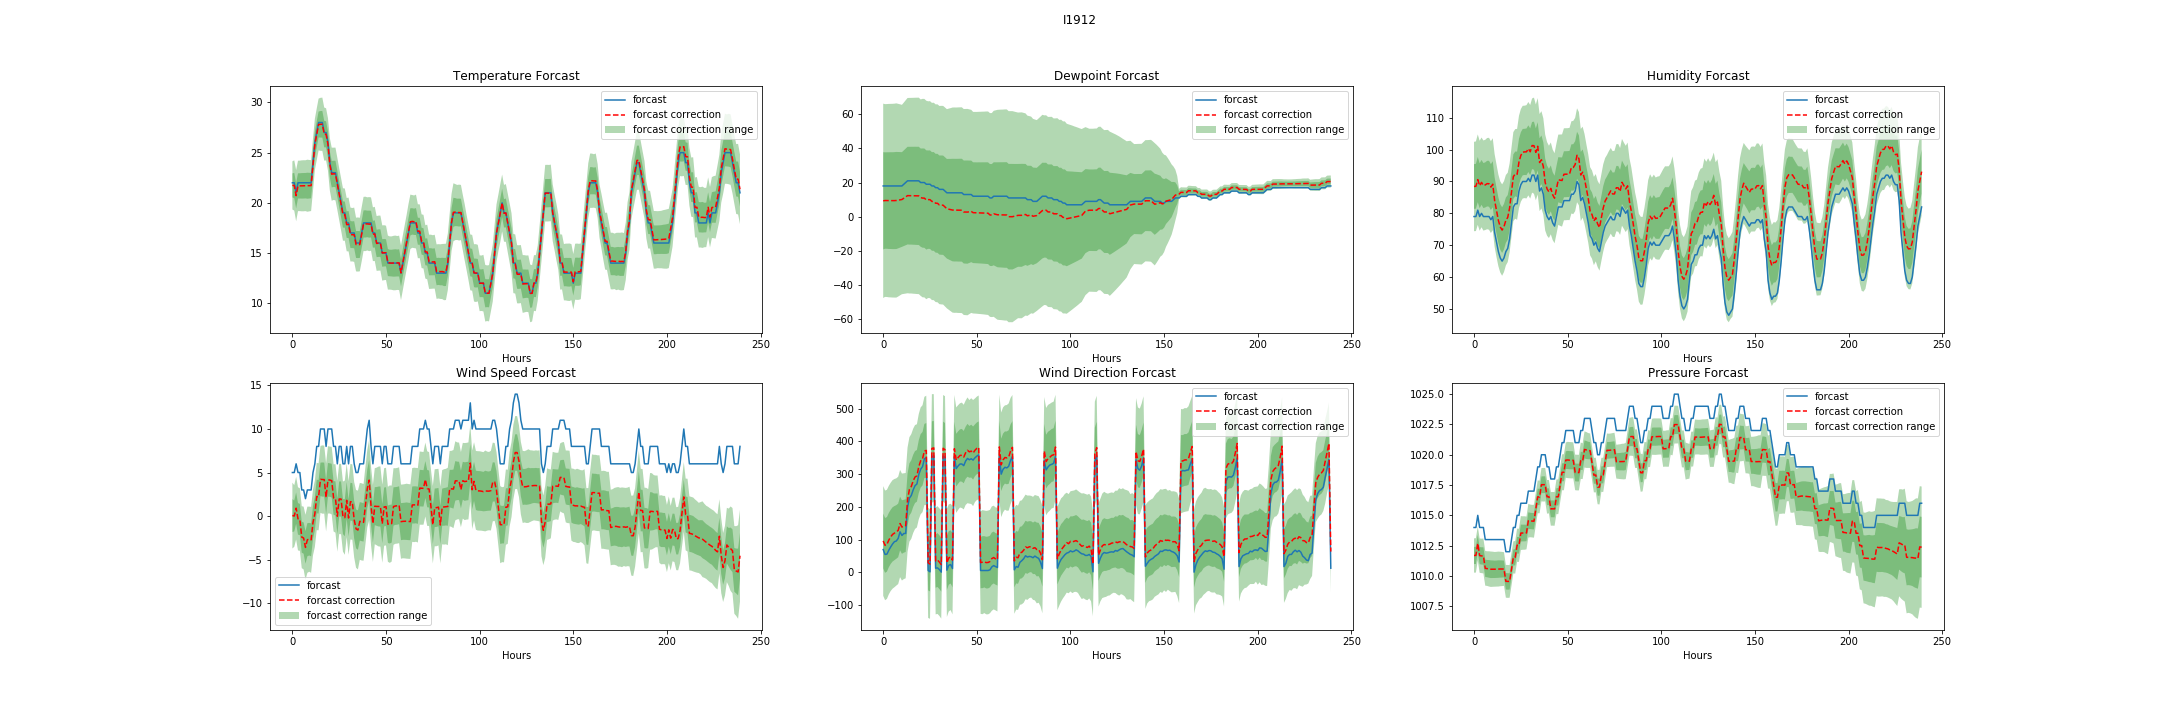 I1912
Temperature Forcast
30
25
20
15
10
0 50 100 150 200 250
Hours
forcast
forcast correction
forcast correction range
Dewpoint Forcast
60
40
20
0
−20
−40
−60
0 50 100 150 200 250
Hours
forcast
forcast correction
forcast correction range
Humidity Forcast
110
100
90
80
70
60
50
0 50 100 150 200 250
Hours
forcast
forcast correction
forcast correction range
Wind Speed Forcast
15
10
5
0
−5
−10
0 50 100 150 200 250
Hours
forcast
forcast correction
forcast correction range
Wind Direction Forcast
500
400
300
200
100
0
−100
0 50 100 150 200 250
Hours
forcast
forcast correction
forcast correction range
Pressure Forcast
1025.0
1022.5
1020.0
1017.5
1015.0
1012.5
1010.0
1007.5
0 50 100 150 200 250
Hours
forcast
forcast correction
forcast correction range